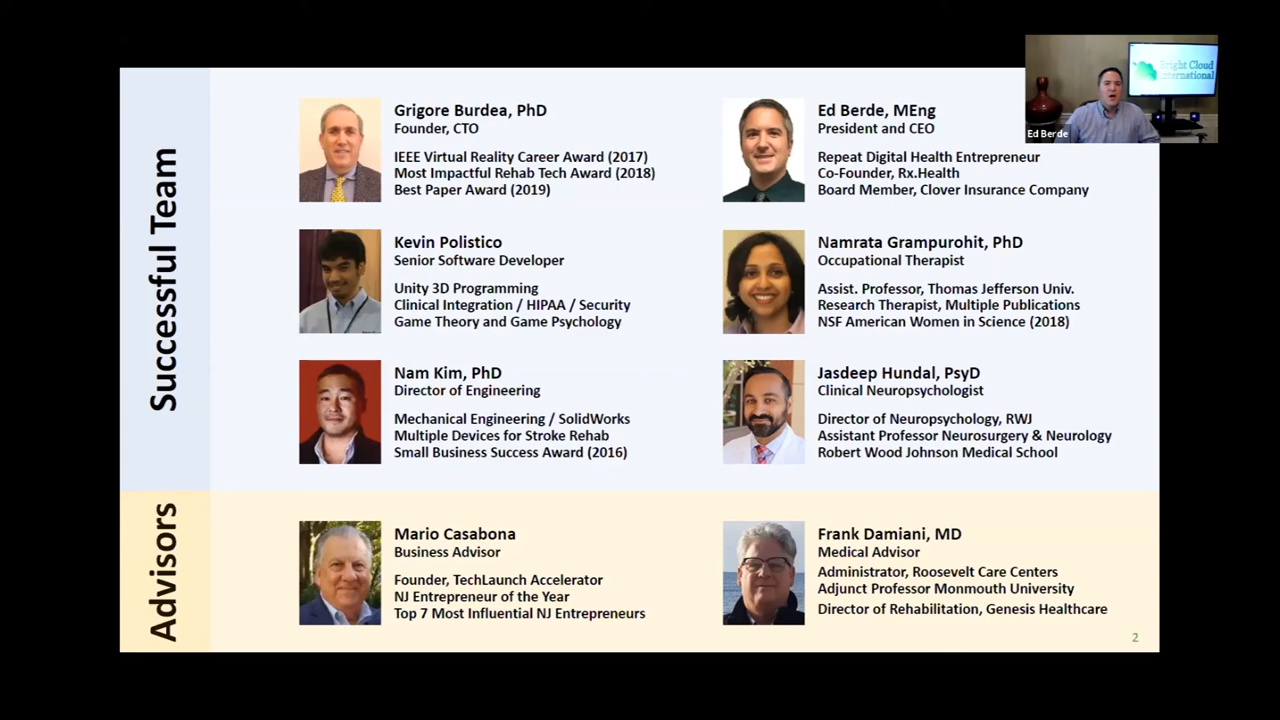 Successful Team
Grigore Burdea, PhD
Founder, CTO
IEEE Virtual Reality Career Award (2017)
Most Impactful Rehab Tech Award (2018)
Best Paper Award (2019)
Ed Berde, MEng
President and CEO
Repeat Digital Health Entrepreneur
Co-Founder, Rx.Health
Board Member, Clover Insurance Company
Kevin Polistico
Senior Software Developer
Unity 3D Programming
Clinical Integration / HIPAA / Security
Game Theory and Game Psychology
Namrata Grampurohit, PhD
Occupational Therapist
Assist. Professor, Thomas Jefferson Univ.
Research Therapist, Multiple Publications
NSF American Women in Science (2018)
Nam Kim, PhD
Director of Engineering
Mechanical Engineering / SolidWorks
Multiple Devices for Stroke Rehab
Small Business Success Award (2016)
Jasdeep Hundal, PsyD
Clinical Neuropsychologist
Director of Neuropsychology, RWJ
Assistant Professor Neurosurgery & Neurology
Robert Wood Johnson Medical School
Advisors
Mario Casabona
Business Advisor
Founder, TechLaunch Accelerator
NJ Entrepreneur of the Year
Top 7 Most Influential NJ Entrepreneurs
Frank Damiani, MD
Medical Advisor
Administrator, Roosevelt Care Centers
Adjunct Professor Monmouth University
Director of Rehabilitation, Genesis Healthcare
2
Bright Cloud
International
Ed Berde